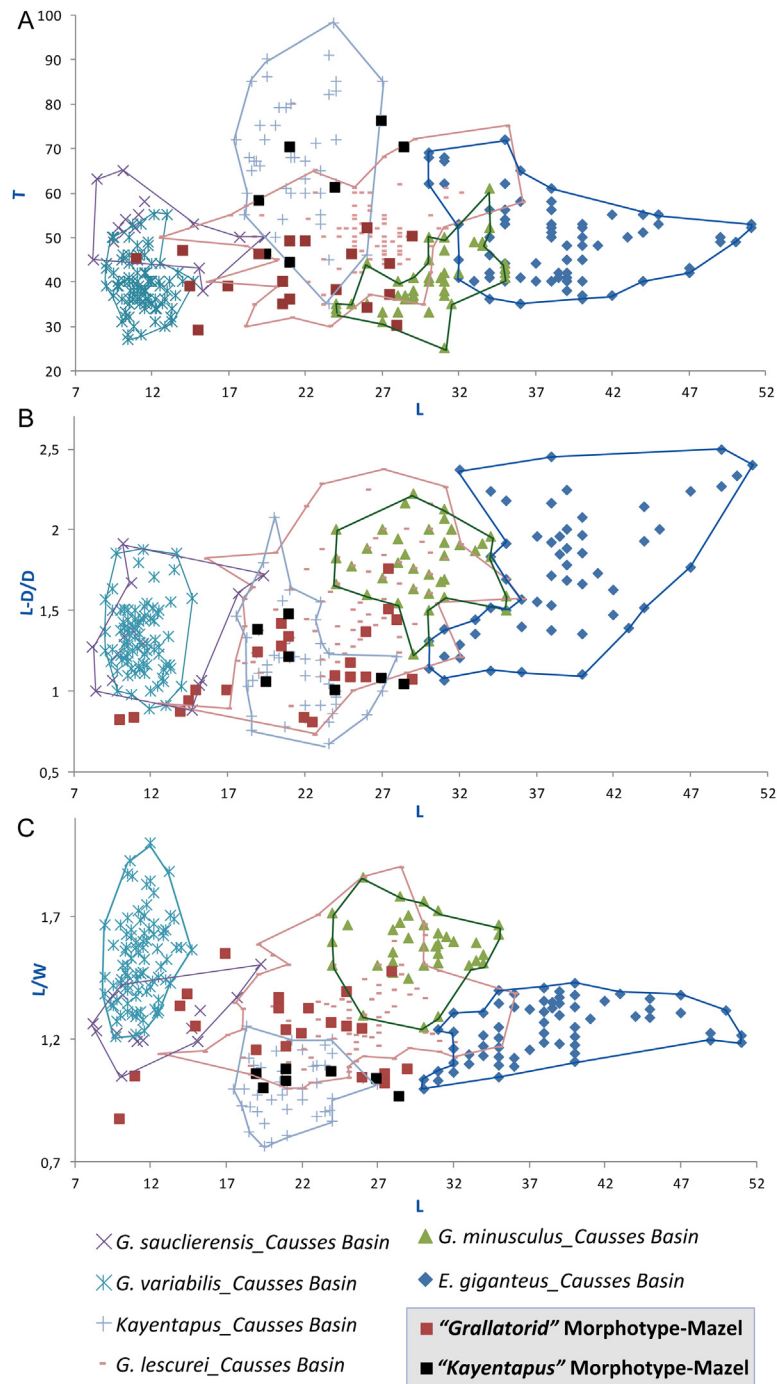 A
100
90
80
70
60
50
40
30
20
T
7 12 17 22 27 32 37 42 47 52
L
B
2,5
2
1,5
1
0,5
L-D/D
7 12 17 22 27 32 37 42 47 52
L
C
1,7
1,2
0,7
L/W
7 12 17 22 27 32 37 42 47 52
L
G. sauclierensis_Causses Basin
G. variabilis_Causses Basin
Kayentapus_Causses Basin
G. lescurei_Causses Basin
G. minusculus_Causses Basin
E. giganteus_Causses Basin
“Grallatorid” Morphotype-Mazel
“Kayentapus” Morphotype-Mazel